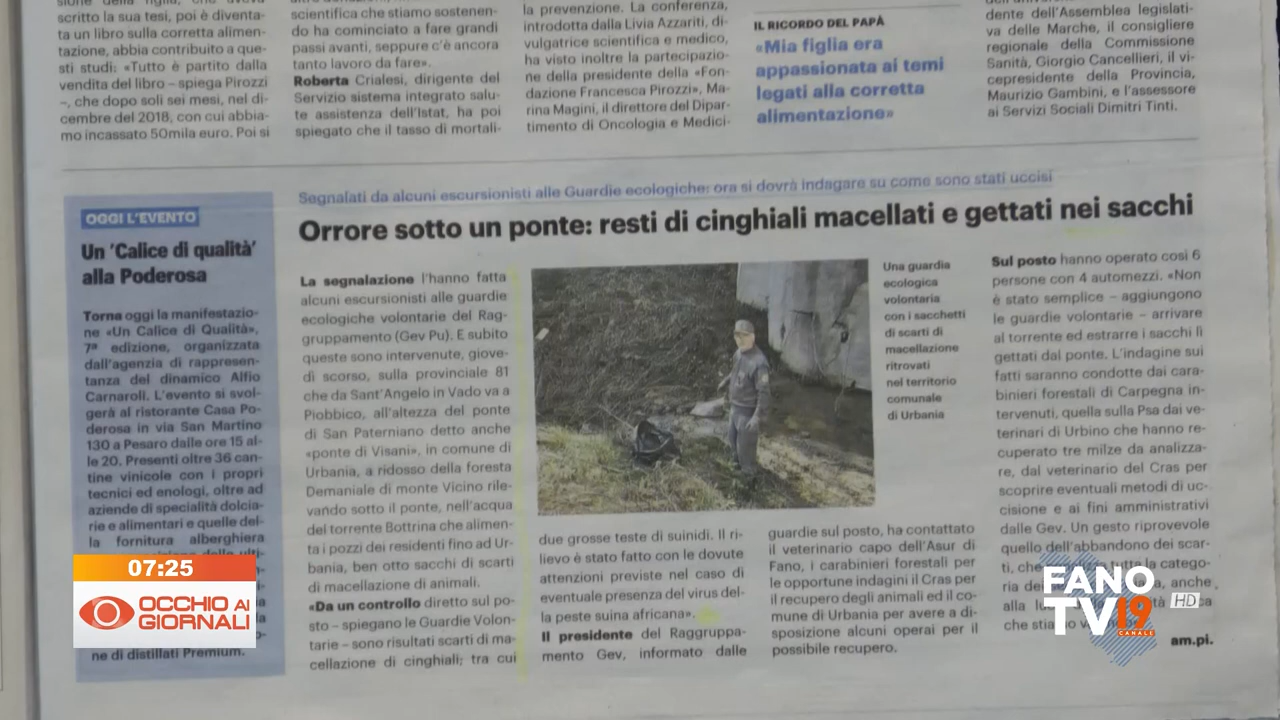 scritto la sua tesi, poi è diventa-
ta un libro sulla corretta alimen-
tazione, abbia contribuito a que-
sti studi: «Tutto è partito dalla
vendita del libro – spiega Pirozzi
–, che dopo soli sei mesi, nel di-
cembre del 2018, con cui abbia-
mo incassato 50mila euro. Poi si
scientifica che stiamo sostenen-
do ha cominciato a fare grandi
passi avanti, seppure c'è ancora
tanto lavoro da fare».
Roberta Crialesi, dirigente del
Servizio sistema integrato salu-
te assistenza dell'Istat, ha poi
spiegato che il tasso di mortali-
la prevenzione. La conferenza,
introdotta dalla Livia Azzariti, di-
vulgatrice scientifica e medico,
ha visto inoltre la partecipazio-
ne della presidente della «Fon-
dazione Francesca Pirozzi», Ma-
rina Magini, il direttore del Dipar-
timento di Oncologia e Medici-
IL RICORDO DEL PAPÀ
«Mia figlia era
appassionata ai temi
legati alla corretta
alimentazione»
dente dell'Assemblea legislati-
va delle Marche, il consigliere
regionale della Commissione
Sanità, Giorgio Cancellieri, il vi-
cepresidente della Provincia,
Maurizio Gambini, e l'assessore
ai Servizi Sociali Dimitri Tinti.
OGGI L'EVENTO
Un 'Calice di qualità'
alla Poderosa
Torna oggi la manifestazio-
ne «Un Calice di Qualità»,
7ª edizione, organizzata
dall'agenzia di rappresen-
tanza del dinamico Alfio
Carnaroli. L'evento si svol-
gerà al ristorante Casa Po-
derosa in via San Martino
130 a Pesaro dalle ore 15 al-
le 20. Presenti oltre 36 can-
tine vinicole con i propri
tecnici ed enologi, oltre ad
aziende di specialità dolcia-
rie e alimentari e quelle del-
la fornitura alberghiera
ne di distillati Premium.
Segnalati da alcuni escursionisti alle Guardie ecologiche: ora si dovrà indagare su come sono stati uccisi
Orrore sotto un ponte: resti di cinghiali macellati e gettati nei sacchi
La segnalazione l'hanno fatta
alcuni escursionisti alle guardie
ecologiche volontarie del Rag-
gruppamento (Gev Pu). E subito
queste sono intervenute, giove-
dì scorso, sulla provinciale 81
che da Sant'Angelo in Vado va a
Piobbico, all'altezza del ponte
di San Paterniano detto anche
«ponte di Visani», in comune di
Urbania, a ridosso della foresta
Demaniale di monte Vicino rile-
vando sotto il ponte, nell'acqua
del torrente Bottrina che alimen-
ta i pozzi dei residenti fino ad Ur-
bania, ben otto sacchi di scarti
di macellazione di animali.
«Da un controllo diretto sul po-
sto – spiegano le Guardie Volon-
tarie – sono risultati scarti di ma-
cellazione di cinghiali; tra cui
due grosse teste di suinidi. Il ri-
lievo è stato fatto con le dovute
attenzioni previste nel caso di
eventuale presenza del virus del-
la peste suina africana».
Il presidente del Raggruppa-
mento Gev, informato dalle
guardie sul posto, ha contattato
il veterinario capo dell'Asur di
Fano, i carabinieri forestali per
le opportune indagini il Cras per
il recupero degli animali ed il co-
mune di Urbania per avere a di-
sposizione alcuni operai per il
possibile recupero.
Una guardia
ecologica
volontaria
con i sacchetti
di scarti di
macellazione
ritrovati
nel territorio
comunale
di Urbania
Sul posto hanno operato così 6
persone con 4 automezzi. «Non
è stato semplice – aggiungono
le guardie volontarie – arrivare
al torrente ed estrarre i sacchi lì
gettati dal ponte. L'indagine sui
fatti saranno condotte dai cara-
binieri forestali di Carpegna in-
tervenuti, quella sulla Psa dai ve-
terinari di Urbino che hanno re-
cuperato tre milze da analizza-
re, dal veterinario del Cras per
scoprire eventuali metodi di uc-
cisione e ai fini amministrativi
dalle Gev. Un gesto riprovevole
quello dell'abbandono dei scar-
ti, che tutta la catego-
ria anche
alla
che
am.pi.
07:25
OCCHIO AI
GIORNALI
FANO
TV19
CANALE
HD